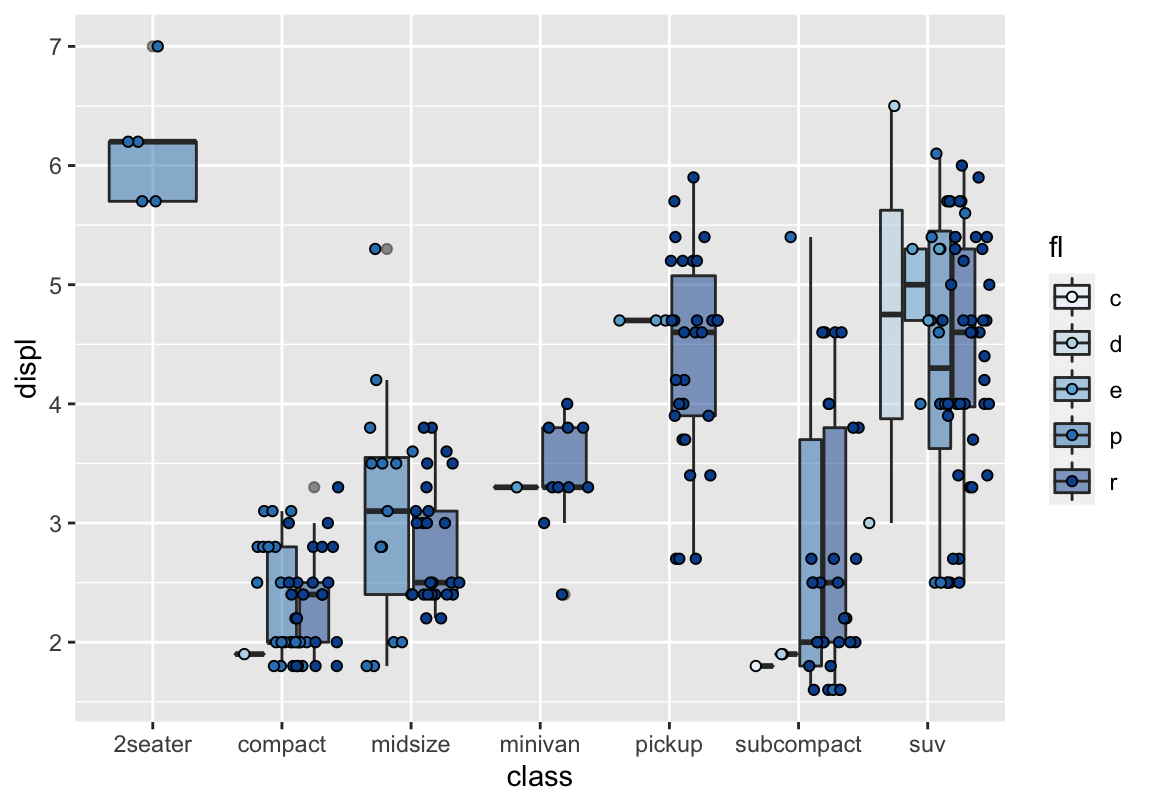 7
6
5
4
3
2
displ
2seater
compact
midsize
minivan
pickup
subcompact
suv
class
fl
c
d
e
p
r